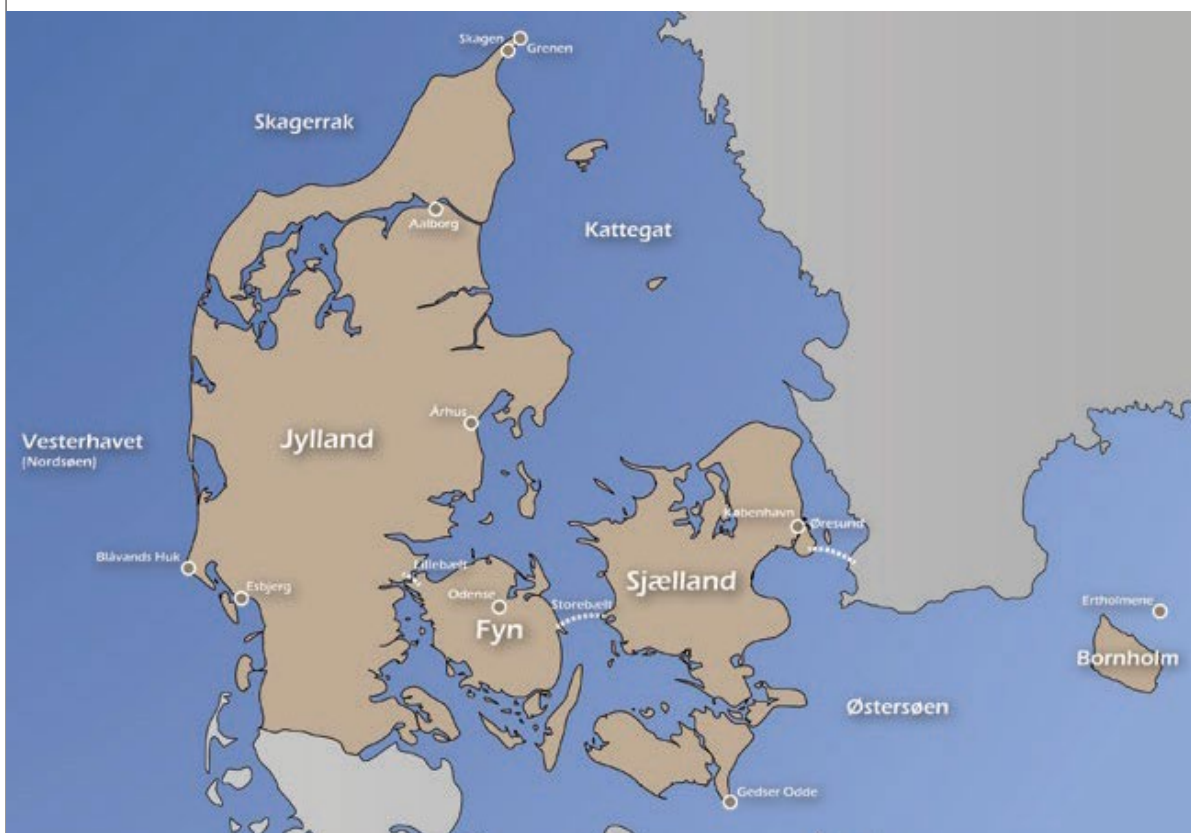 Skagen
Grenen
Skagerrak
Aalborg
Kattegat
Århus
Vesterhavet
(Nordsøen)
Jylland
København
Øresund
Blåvands Huk
Lillebælt
Esbjerg
Sjælland
Odense
Storebælt
Fyn
Ertholmene
Bornholm
Østersøen
Gedser Odde